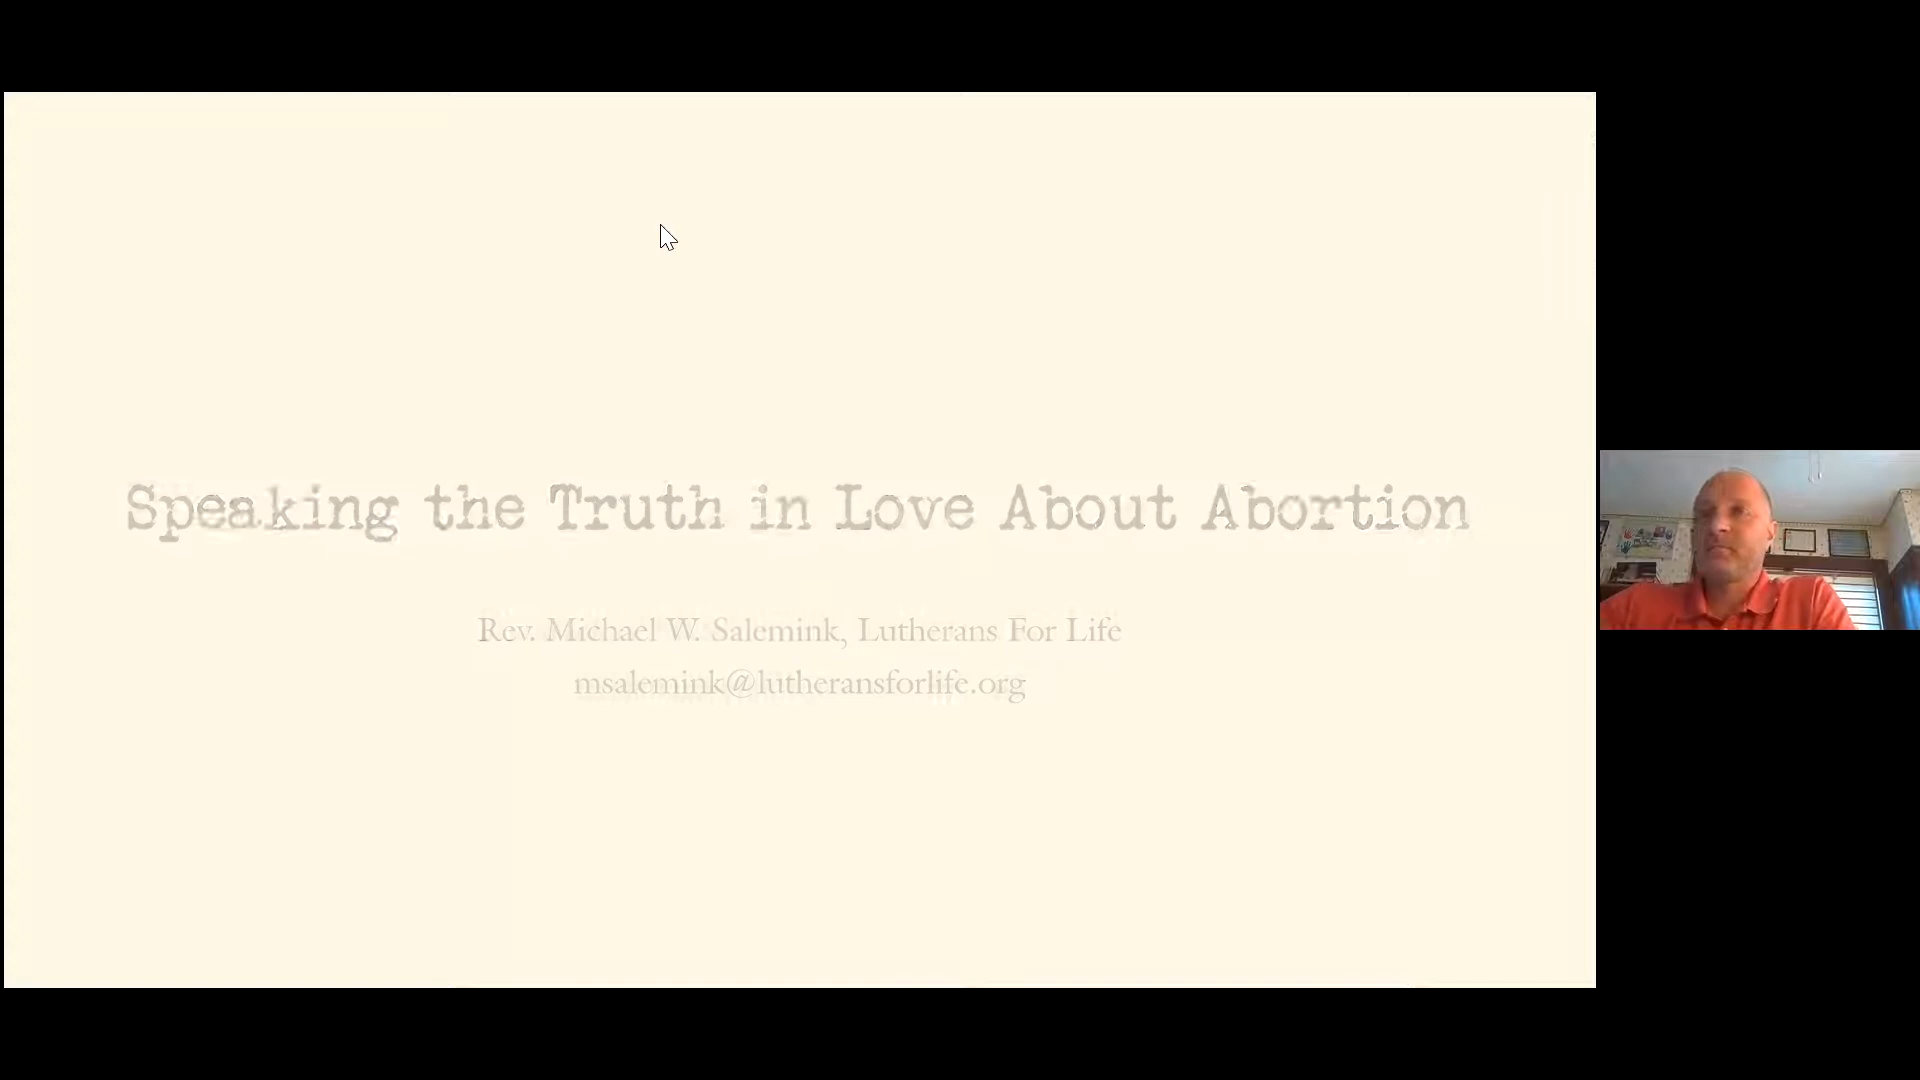 Speaking the Truth in Love About Abortion
Rev. Michael W. Salemink, Lutherans For Life
msalemink@lutheransforlife.org